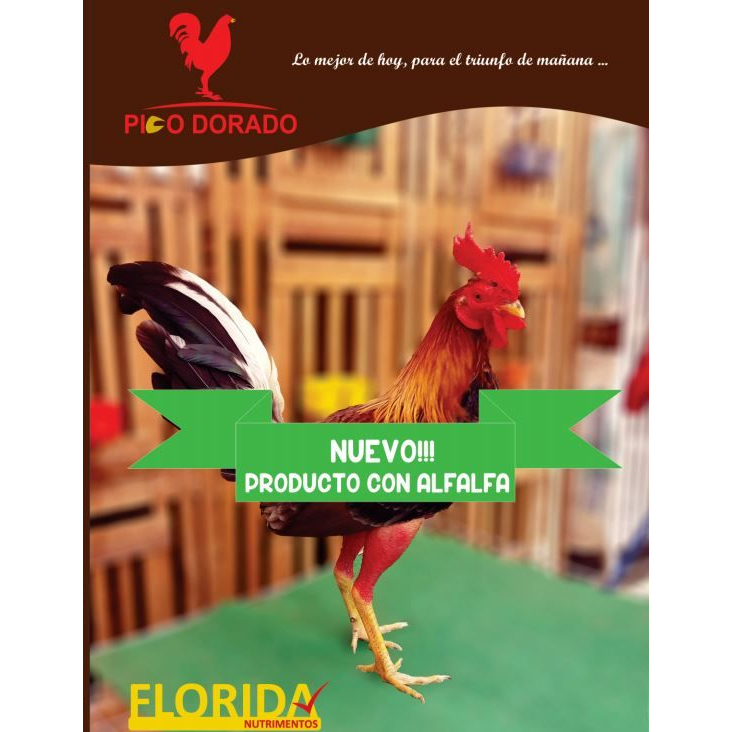 Lo mejor de hoy, para el triunfo de mañana ...
PICO DORADO
NUEVO!!!
PRODUCTO CON ALFALFA
FLORIDA
NUTRIMENTOS